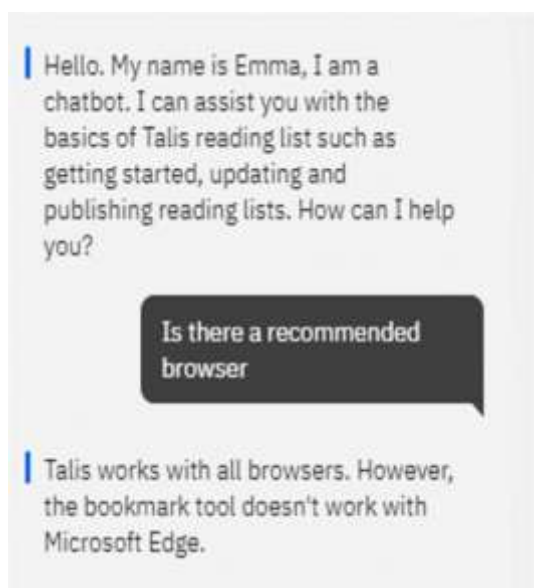 Hello. My name is Emma, I am a
chatbot. I can assist you with the
basics of Talis reading list such as
getting started, updating and
publishing reading lists. How can I help
you?
Is there a recommended
browser
Talis works with all browsers. However,
the bookmark tool doesn't work with
Microsoft Edge.